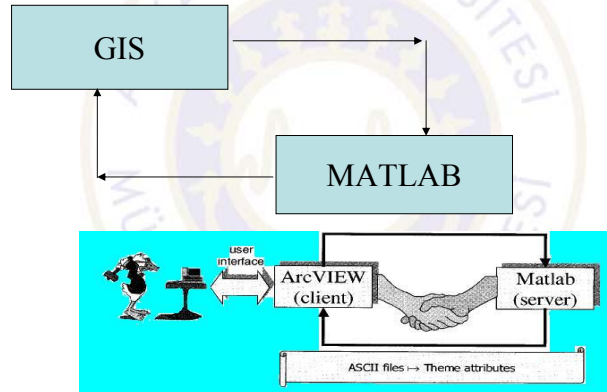 GIS
MATLAB
user
interface
ArcVIEW
(client)
Matlab
(server)
ASCII files ↦ Theme attributes